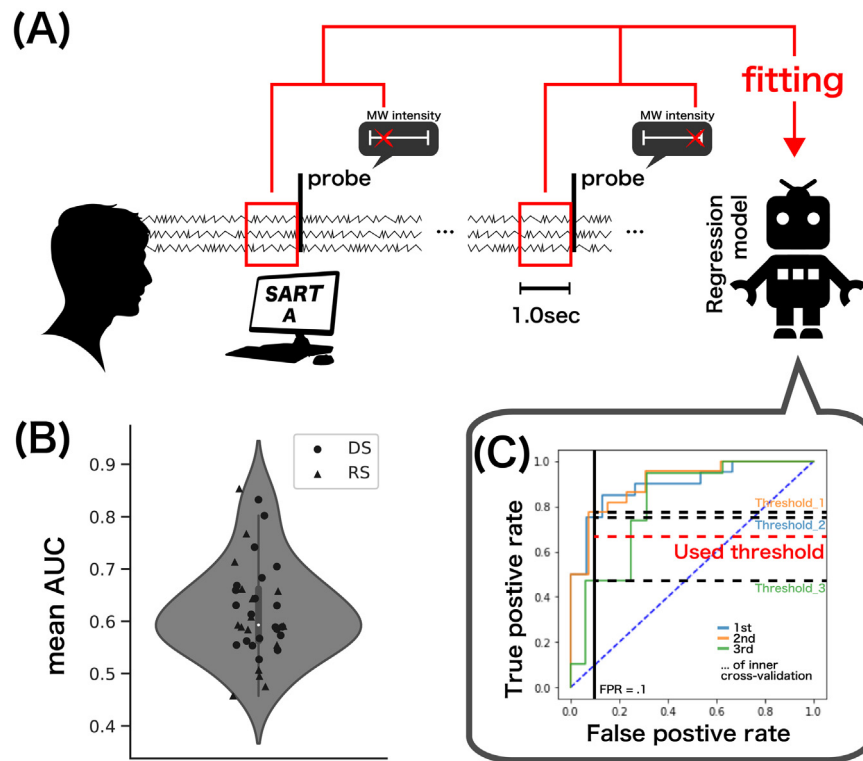 (A)
fitting
MW intensity
MW intensity
probe
probe
...
...
SART
A
1.0sec
Regression
model
(B)
DS
RS
0.9
0.8
0.7
0.6
0.5
0.4
mean AUC
(C)
1.0
0.8
0.6
0.4
0.2
0.0
True postive rate
Threshold_1
Threshold_2
Used threshold
Threshold_3
1st
2nd
3rd
... of inner
cross-validation
FPR = .1
0.0 0.2 0.4 0.6 0.8 1.0
False postive rate